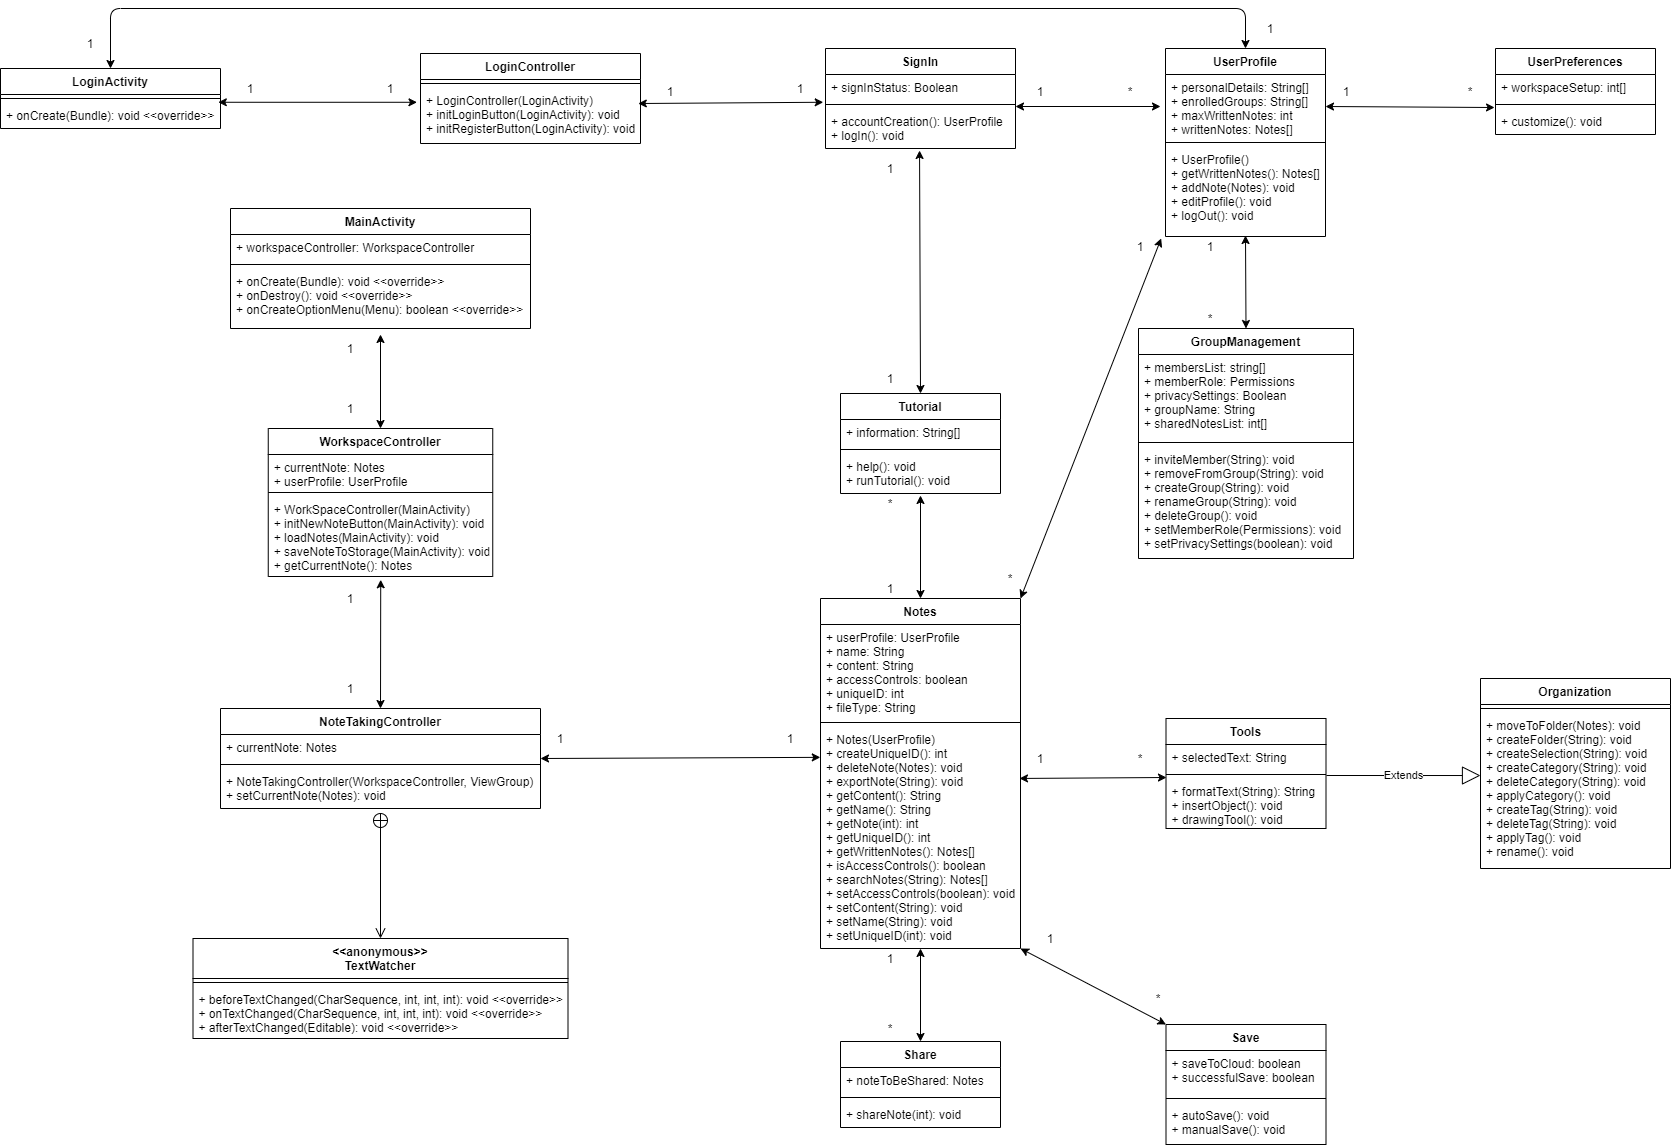 1
1
LoginActivity
+ onCreate(Bundle): void <<override>>
1
1
LoginController
+ LoginController(LoginActivity)
+ initLoginButton(LoginActivity): void
+ initRegisterButton(LoginActivity): void
1
1
SignIn
+ signInStatus: Boolean
+ accountCreation(): UserProfile
+ logIn(): void
1
*
UserProfile
+ personalDetails: String[]
+ enrolledGroups: String[]
+ maxWrittenNotes: int
+ writtenNotes: Notes[]
+ UserProfile()
+ getWrittenNotes(): Notes[]
+ addNote(Notes): void
+ editProfile(): void
+ logOut(): void
1
*
UserPreferences
+ workspaceSetup: int[]
+ customize(): void
1
1
1
*
1
*
MainActivity
+ workspaceController: WorkspaceController
+ onCreate(Bundle): void <<override>>
+ onDestroy(): void <<override>>
+ onCreateOptionMenu(Menu): boolean <<override>>
1
1
GroupManagement
+ membersList: string[]
+ memberRole: Permissions
+ privacySettings: Boolean
+ groupName: String
+ sharedNotesList: int[]
+ inviteMember(String): void
+ removeFromGroup(String): void
+ createGroup(String): void
+ renameGroup(String): void
+ deleteGroup(): void
+ setMemberRole(Permissions): void
+ setPrivacySettings(boolean): void
Tutorial
+ information: String[]
+ help(): void
+ runTutorial(): void
*
1
WorkspaceController
+ currentNote: Notes
+ userProfile: UserProfile
+ WorkSpaceController(MainActivity)
+ initNewNoteButton(MainActivity): void
+ loadNotes(MainActivity): void
+ saveNoteToStorage(MainActivity): void
+ getCurrentNote(): Notes
1
1
NoteTakingController
+ currentNote: Notes
+ NoteTakingController(WorkspaceController, ViewGroup)
+ setCurrentNote(Notes): void
1
1
Notes
+ userProfile: UserProfile
+ name: String
+ content: String
+ accessControls: boolean
+ uniqueID: int
+ fileType: String
+ Notes(UserProfile)
+ createUniqueID(): int
+ deleteNote(Notes): void
+ exportNote(String): void
+ getContent(): String
+ getName(): String
+ getNote(int): int
+ getUniqueID(): int
+ getWrittenNotes(): Notes[]
+ isAccessControls(): boolean
+ searchNotes(String): Notes[]
+ setAccessControls(boolean): void
+ setContent(String): void
+ setName(String): void
+ setUniqueID(int): void
1
*
Tools
+ selectedText: String
+ formatText(String): String
+ insertObject(): void
+ drawingTool(): void
Extends
Organization
+ moveToFolder(Notes): void
+ createFolder(String): void
+ createSelection(String): void
+ createCategory(String): void
+ deleteCategory(String): void
+ applyCategory(): void
+ createTag(String): void
+ deleteTag(String): void
+ applyTag(): void
+ rename(): void
<<anonymous>>
TextWatcher
+ beforeTextChanged(CharSequence, int, int, int): void <<override>>
+ onTextChanged(CharSequence, int, int, int): void <<override>>
+ afterTextChanged(Editable): void <<override>>
1
*
1
*
Share
+ noteToBeShared: Notes
+ shareNote(int): void
Save
+ saveToCloud: boolean
+ successfulSave: boolean
+ autoSave(): void
+ manualSave(): void